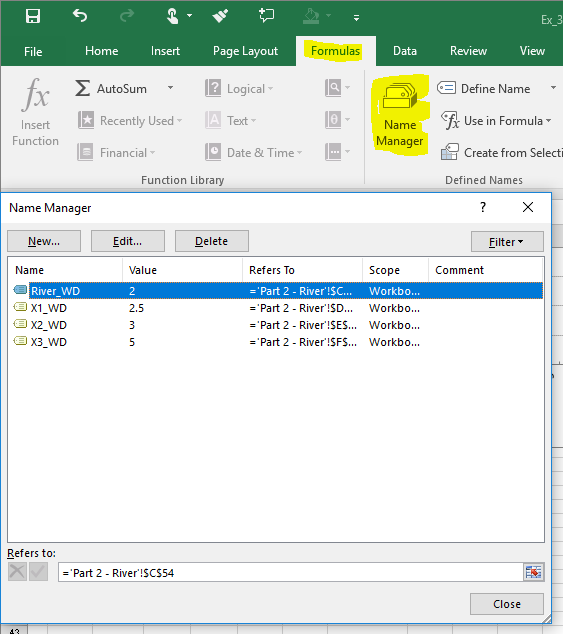 Ex_3
File Home Insert Page Layout Formulas Data Review View
fx Σ AutoSum Logical Define Name
Insert Function Recently Used Text Name Manager fx Use in Formula
Financial Date & Time Create from Selecti
Function Library Defined Names
Name Manager ?
New... Edit... Delete Filter
Name Value Refers To Scope Comment
River_WD 2 ='Part 2 - River'!$C... Workbo...
X1_WD 2.5 ='Part 2 - River'!$D... Workbo...
X2_WD 3 ='Part 2 - River'!$E$... Workbo...
X3_WD 5 ='Part 2 - River'!$F$... Workbo...
Refers to:
='Part 2 - River'!$C$54
Close
43